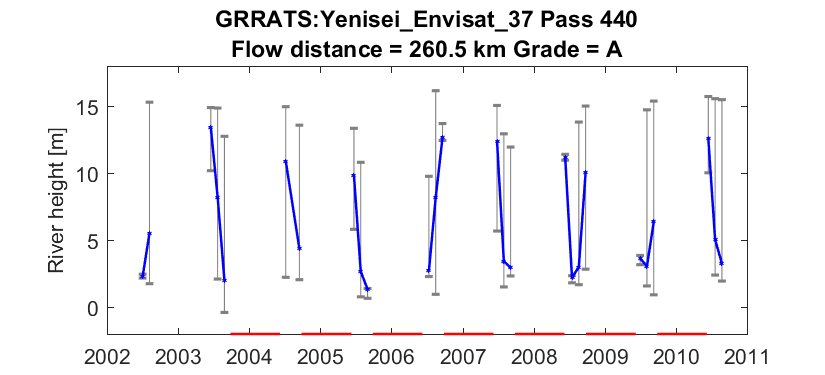 GRRATS:Yenisei_Envisat_37 Pass 440
Flow distance = 260.5 km Grade = A
River height [m]
15
10
5
0
2002 2003 2004 2005 2006 2007 2008 2009 2010 2011